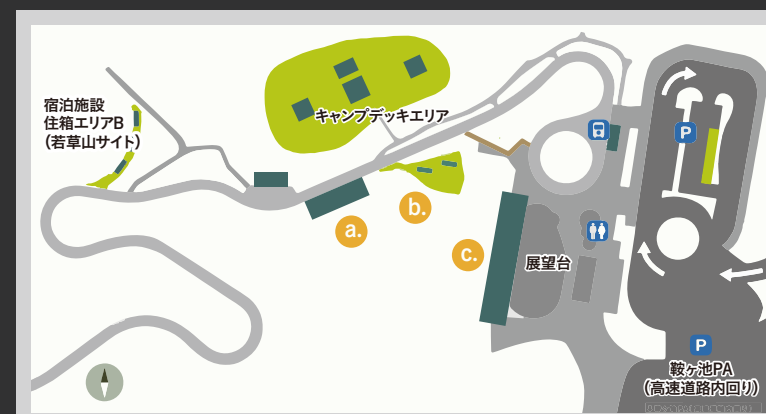 宿泊施設
住箱エリアB
（若草山サイト）
キャンプデッキエリア
P
a.
b.
c.
展望台
P
鞍ヶ池PA
（高速道路内回り）